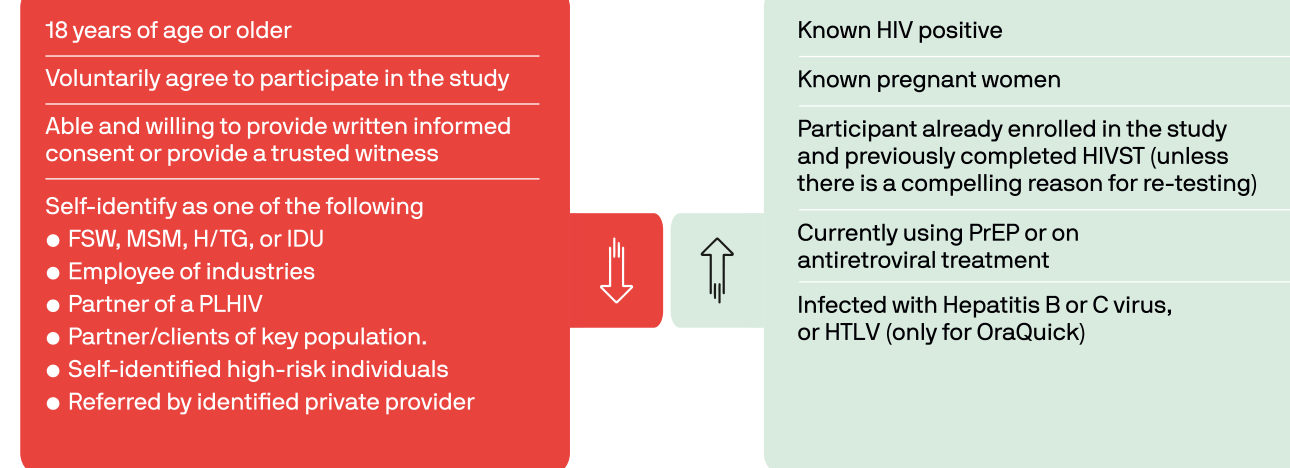 18 years of age or older
Voluntarily agree to participate in the study
Able and willing to provide written informed
consent or provide a trusted witness
Self-identify as one of the following
● FSW, MSM, H/TG, or IDU
● Employee of industries
● Partner of a PLHIV
● Partner/clients of key population.
● Self-identified high-risk individuals
● Referred by identified private provider
Known HIV positive
Known pregnant women
Participant already enrolled in the study
and previously completed HIVST (unless
there is a compelling reason for re-testing)
Currently using PrEP or on
antiretroviral treatment
Infected with Hepatitis B or C virus,
or HTLV (only for OraQuick)